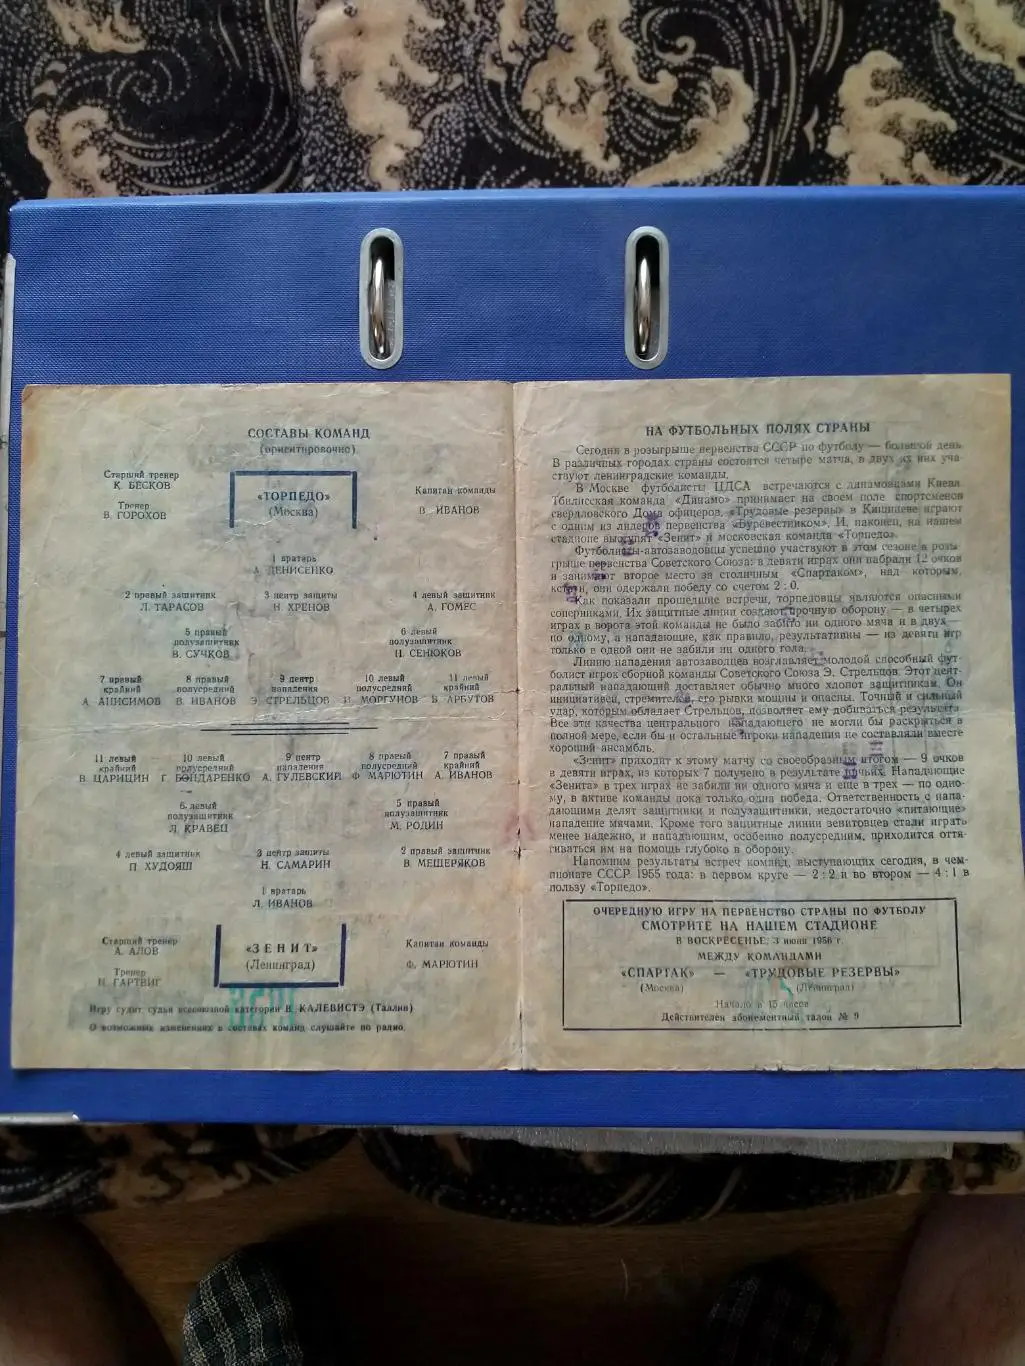 СОСТАВЫ КОМАНД
(ориентировочно)
Старший тренер
К. БЕСКОВ
Тренер
В. ГОРОХОВ
«ТОРПЕДО»
(Москва)
Капитан команды
В. ИВАНОВ
1 вратарь
А. ДЕНИСЕНКО
2 правый защитник
Л. ТАРАСОВ
3 центр защиты
Н. ХРЕНОВ
4 левый защитник
А. ГОМЕС
5 правый
полузащитник
В. СУЧКОВ
6 левый
полузащитник
Н. СЕНЮКОВ
7 правый
крайний
А. АНИСИМОВ
8 правый
полусредний
В. ИВАНОВ
9 центр
нападения
Э. СТРЕЛЬЦОВ
10 левый
полусредний
И. МОРГУНОВ
11 левый
крайний
В. АРБУТОВ
11 левый
крайний
В. ЦАРИЦИН
10 левый
полусредний
Г. БОНДАРЕНКО
9 центр
нападения
А. ГУЛЕВСКИЙ
8 правый
полусредний
Ф. МАРЮТИН
7 правый
крайний
А. ИВАНОВ
6 левый
полузащитник
Л. КРАВЕЦ
5 правый
полузащитник
М. РОДИН
4 левый защитник
П. ХУДОЯШ
3 центр защиты
Н. САМАРИН
2 правый защитник
В. МЕЩЕРЯКОВ
1 вратарь
Л. ИВАНОВ
Старший тренер
А. АЛОВ
Тренер
Н. ГАРТВИГ
«ЗЕНИТ»
(Ленинград)
Капитан команды
Ф. МАРЮТИН
Игру судит судья всесоюзной категории В. КАЛЕВИСТЭ (Таллин)
О возможных изменениях в составах команд слушайте по радио.
НА ФУТБОЛЬНЫХ ПОЛЯХ СТРАНЫ
Сегодня в розыгрыше первенства СССР по футболу — большой день
В различных городах страны состоятся четыре матча, в двух их них уча-
ствуют ленинградские команды.
В Москве футболисты ЦДСА встречаются с динамовцами Киева
Тбилисская команда «Динамо» принимает на своем поле спортсменов
свердловского Дома офицеров. «Трудовые резервы» в Кишиневе играют
с одним из лидеров первенства «Буревестником». И, наконец, на нашем
стадионе выступят «Зенит» и московская команда «Торпедо».
Футболисты-автозаводцы успешно участвуют в этом сезоне в розы-
грыше первенства Советского Союза: в девяти играх они набрали 12 очков
и занимают второе место за столичным «Спартаком», над которым,
кстати, они одержали победу со счетом 2 : 0.
Как показали прошедшие встречи, торпедовцы являются опасными
соперниками. Их защитные линии создают прочную оборону — в четырех
играх в ворота этой команды не было забито ни одного мяча и в двух —
по одному, а нападающие, как правило, результативны — из девяти игр
только в одной они не забили ни одного гола.
Линию нападения автозаводцев возглавляет молодой способный фут-
болист игрок сборной команды Советского Союза Э. Стрельцов. Этот цент-
ральный нападающий доставляет обычно много хлопот защитникам. Он
инициативен, стремителен, его рывки мощны и опасны. Точный и сильный
удар, которым обладает Стрельцов, позволяет ему добиваться результата
Все эти качества центрального нападающего не могли бы раскрыться в
полной мере, если бы и остальные игроки нападения не составляли вместе
хороший ансамбль.
«Зенит» приходит к этому матчу со своеобразным итогом — 9 очков
в девяти играх, из которых 7 получено в результате ничьих. Нападающие
«Зенита» в трех играх не забили ни одного мяча и еще в трех — по одно-
му, в активе команды пока только одна победа. Ответственность с напа-
дающими делят защитники и полузащитники, недостаточно «питающие»
нападение мячами. Кроме того защитные линии зенитовцев стали играть
менее надежно, и нападающим, особенно полусредним, приходится оття-
гиваться им на помощь глубоко в оборону.
Напомним результаты встреч команд, выступающих сегодня, в чем-
пионате СССР 1955 года: в первом круге — 2 : 2 и во втором — 4 : 1 в
пользу «Торпедо».
ОЧЕРЕДНУЮ ИГРУ НА ПЕРВЕНСТВО СТРАНЫ ПО ФУТБОЛУ
СМОТРИТЕ НА НАШЕМ СТАДИОНЕ
В ВОСКРЕСЕНЬЕ, 3 июня 1956 г.
МЕЖДУ КОМАНДАМИ
«СПАРТАК» — «ТРУДОВЫЕ РЕЗЕРВЫ»
(Москва) (Ленинград)
Начало в 15 часов
Действителен абонементный талон № 9